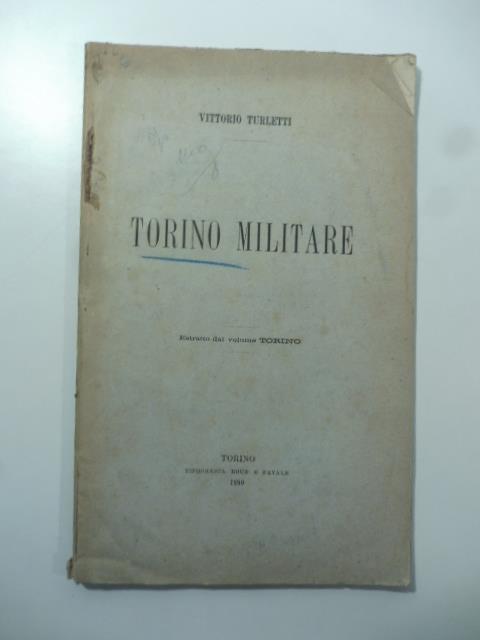 VITTORIO TURLETTI
TORINO MILITARE
Estratto dal volume TORINO
TORINO
TIPOGRAFIA ROUX E FAVALE
1880